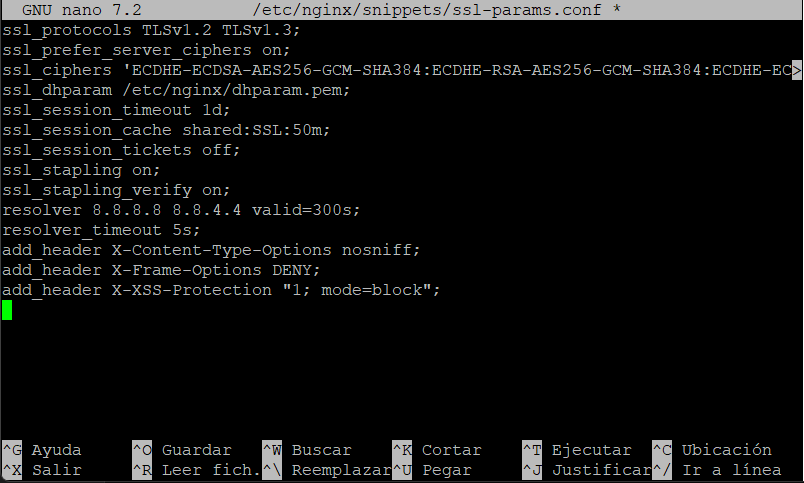 GNU nano 7.2 /etc/nginx/snippets/ssl-params.conf *
ssl_protocols TLSv1.2 TLSv1.3;
ssl_prefer_server_ciphers on;
ssl_ciphers 'ECDHE-ECDSA-AES256-GCM-SHA384:ECDHE-RSA-AES256-GCM-SHA384:ECDHE-EC>
ssl_dhparam /etc/nginx/dhparam.pem;
ssl_session_timeout 1d;
ssl_session_cache shared:SSL:50m;
ssl_session_tickets off;
ssl_stapling on;
ssl_stapling_verify on;
resolver 8.8.8.8 8.8.4.4 valid=300s;
resolver_timeout 5s;
add_header X-Content-Type-Options nosniff;
add_header X-Frame-Options DENY;
add_header X-XSS-Protection "1; mode=block";
^G Ayuda ^O Guardar ^W Buscar ^K Cortar ^T Ejecutar ^C Ubicación
^X Salir ^R Leer fich. ^\ Reemplazar ^U Pegar ^J Justificar ^/ Ir a línea